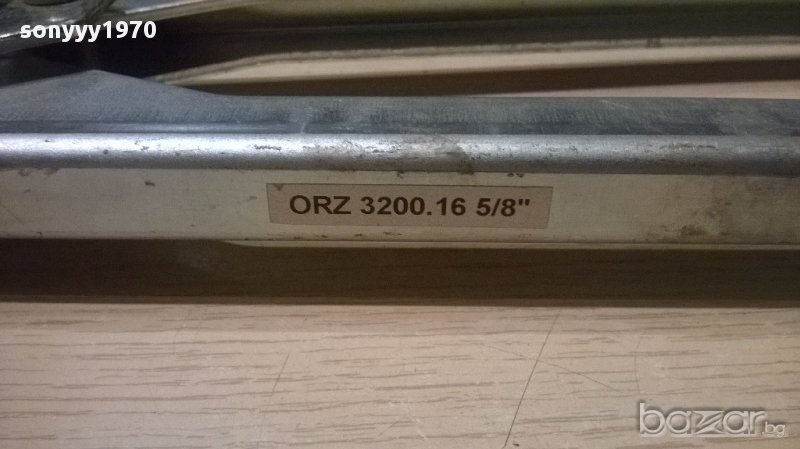 sonyyy1970
ORZ 3200.16 5/8"
bazar.bg